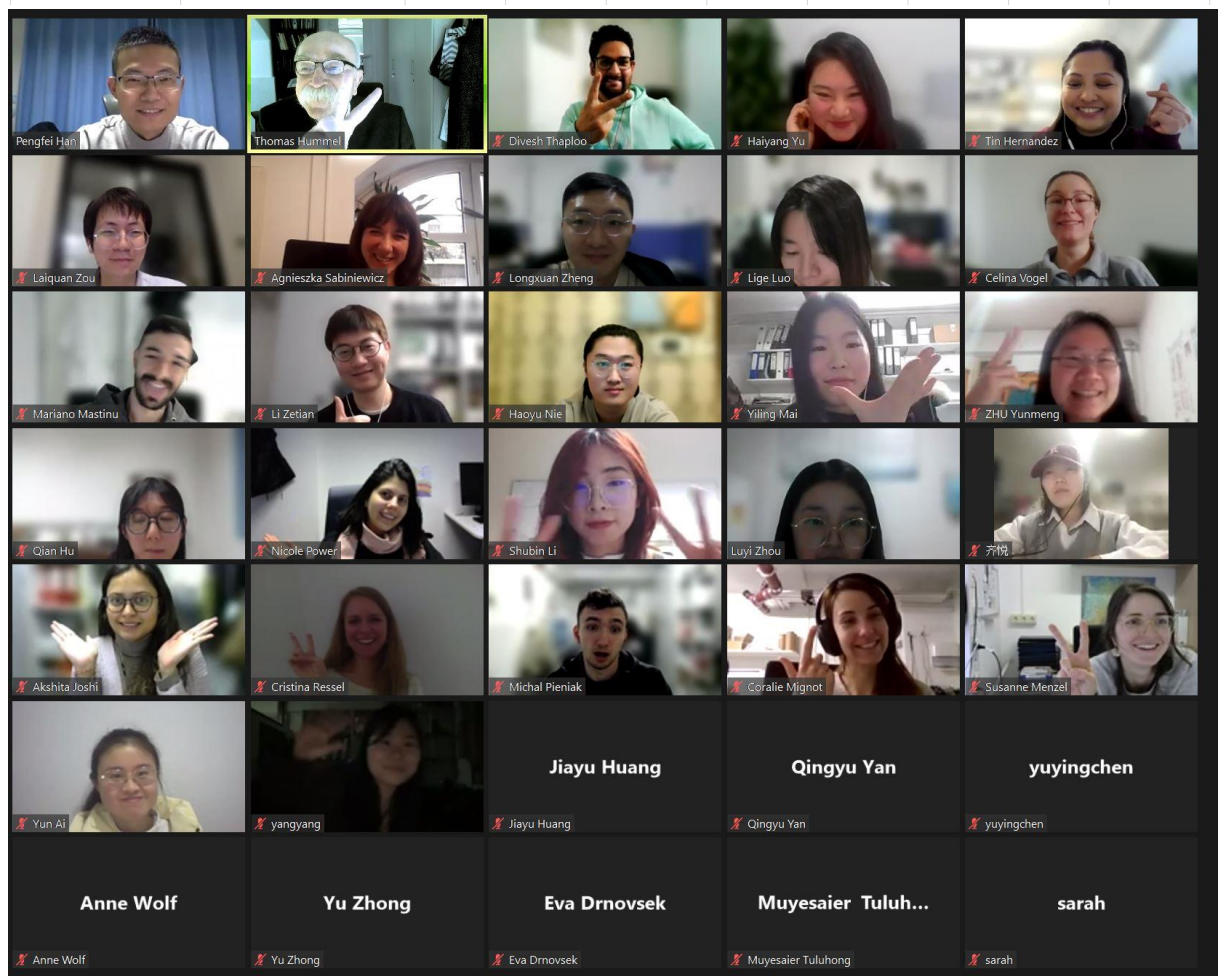 Pengfei Han
Thomas Hummel
Divesh Thaploo
Haiyang Yu
Tin Hernandez
Laiquan Zou
Agnieszka Sabiniewicz
Longxuan Zheng
Lige Luo
Celina Vogel
Mariano Mastinu
Li Zetian
Haoyu Nie
Yiling Mai
ZHU Yunmeng
Qian Hu
Nicole Power
Shubin Li
Luyi Zhou
齐悦
Akshita Joshi
Cristina Ressel
Michal Pieniak
Coralie Mignot
Susanne Menzel
Yun Ai
yangyang
Jiayu Huang
Jiayu Huang
Qingyu Yan
Qingyu Yan
yuyingchen
yuyingchen
Anne Wolf
Anne Wolf
Yu Zhong
Yu Zhong
Eva Drnovsek
Eva Drnovsek
Muyesaier Tuluh...
Muyesaier Tuluhong
sarah
sarah